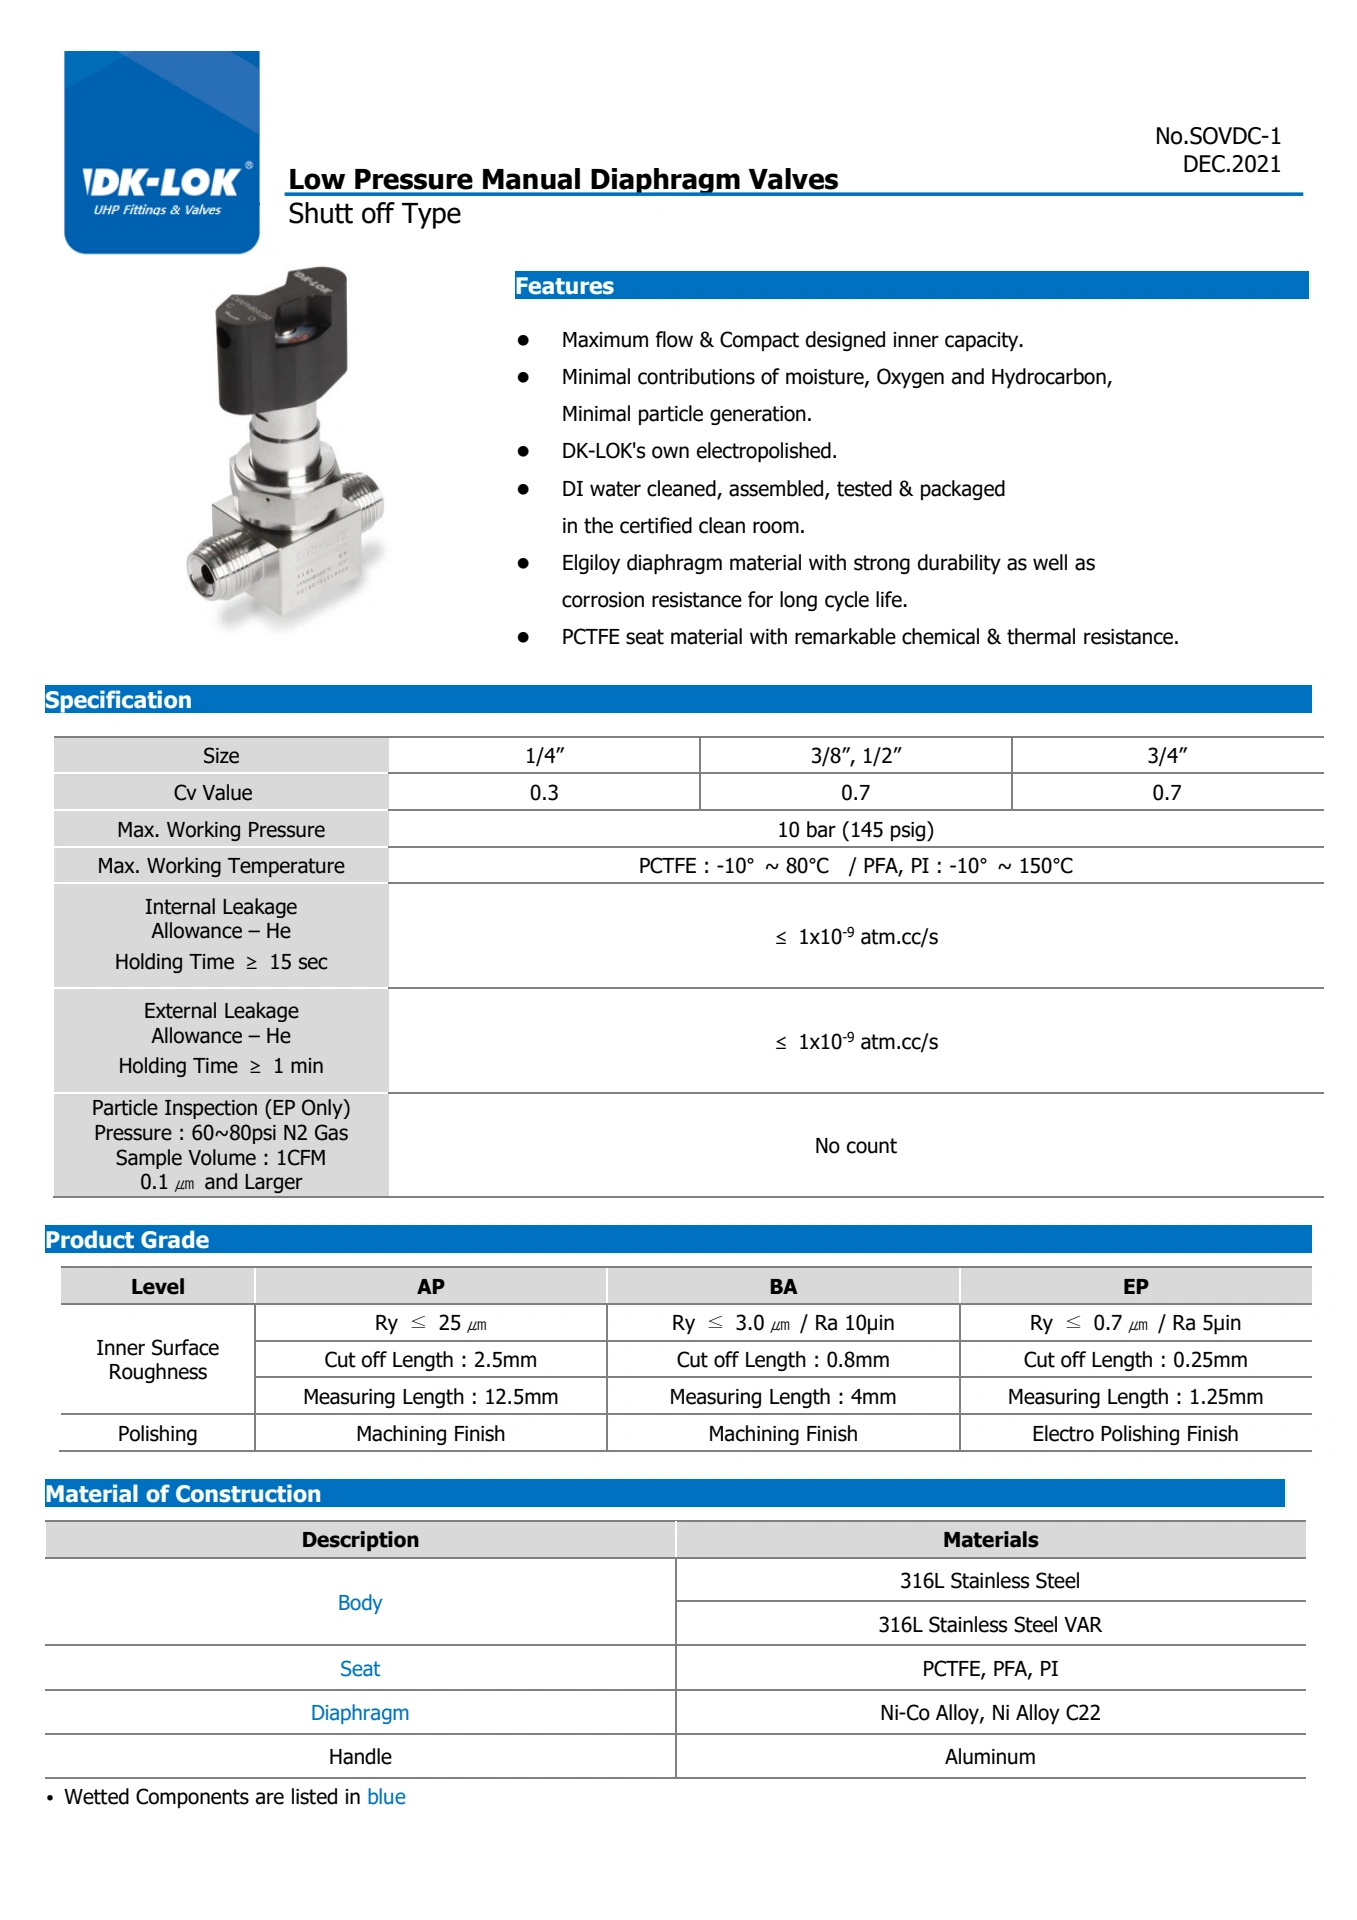 DK-LOK®
UHP Fittings & Valves
No.SOVDC-1
DEC.2021
Low Pressure Manual Diaphragm Valves
Shutt off Type
DK-LOK
DIAPHRAGM
C
O
Features
● Maximum flow & Compact designed inner capacity.
● Minimal contributions of moisture, Oxygen and Hydrocarbon,
Minimal particle generation.
● DK-LOK's own electropolished.
● DI water cleaned, assembled, tested & packaged
in the certified clean room.
● Elgiloy diaphragm material with strong durability as well as
corrosion resistance for long cycle life.
● PCTFE seat material with remarkable chemical & thermal resistance.
Specification
Size 1/4″ 3/8″, 1/2″ 3/4″
Cv Value 0.3 0.7 0.7
Max. Working Pressure 10 bar (145 psig)
Max. Working Temperature PCTFE : -10° ~ 80°C / PFA, PI : -10° ~ 150°C
Internal Leakage
Allowance – He
Holding Time ≥ 15 sec
≤ 1x10⁻⁹ atm.cc/s
External Leakage
Allowance – He
Holding Time ≥ 1 min
≤ 1x10⁻⁹ atm.cc/s
Particle Inspection (EP Only)
Pressure : 60~80psi N2 Gas
Sample Volume : 1CFM
0.1 ㎛ and Larger
No count
Product Grade
Level AP BA EP
Inner Surface
Roughness
Ry ≤ 25 ㎛ Ry ≤ 3.0 ㎛ / Ra 10µin Ry ≤ 0.7 ㎛ / Ra 5µin
Cut off Length : 2.5mm Cut off Length : 0.8mm Cut off Length : 0.25mm
Measuring Length : 12.5mm Measuring Length : 4mm Measuring Length : 1.25mm
Polishing Machining Finish Machining Finish Electro Polishing Finish
Material of Construction
Description Materials
Body
316L Stainless Steel
316L Stainless Steel VAR
Seat PCTFE, PFA, PI
Diaphragm Ni-Co Alloy, Ni Alloy C22
Handle Aluminum
• Wetted Components are listed in blue